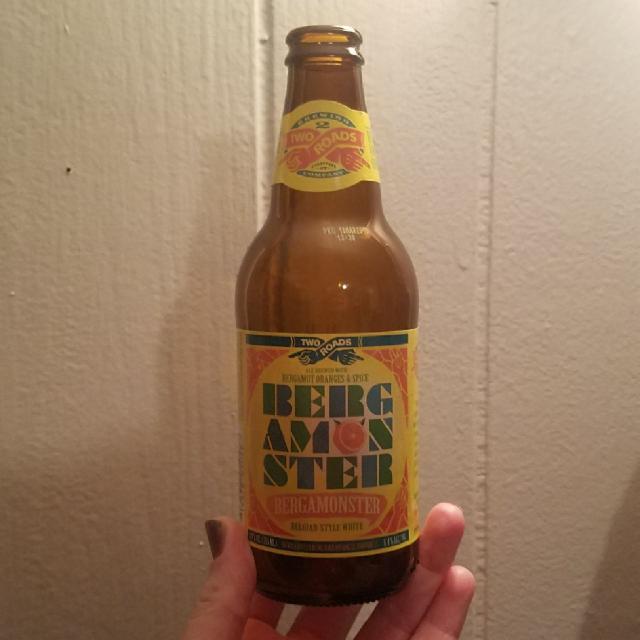 BREWING
2
TWO ROADS
COMPANY
TWO ROADS
ALE BREWED WITH
BERGAMOT ORANGES & SPICE
BERG
AMON
STER
BERGAMONSTER
BELGIAN STYLE WHITE